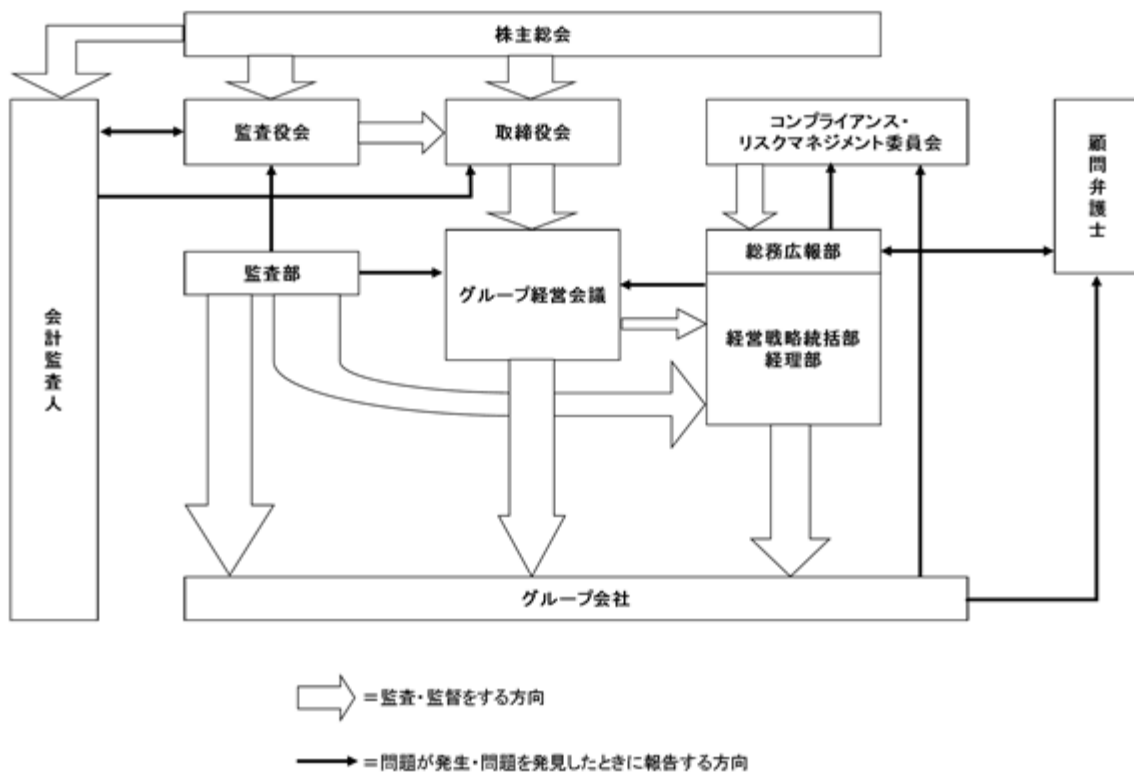 株主総会
監査役会
取締役会
コンプライアンス・
リスクマネジメント委員会
顧問弁護士
会計監査人
監査部
グループ経営会議
総務広報部
経営戦略統括部
経理部
グループ会社
＝監査・監督をする方向
＝問題が発生・問題を発見したときに報告する方向